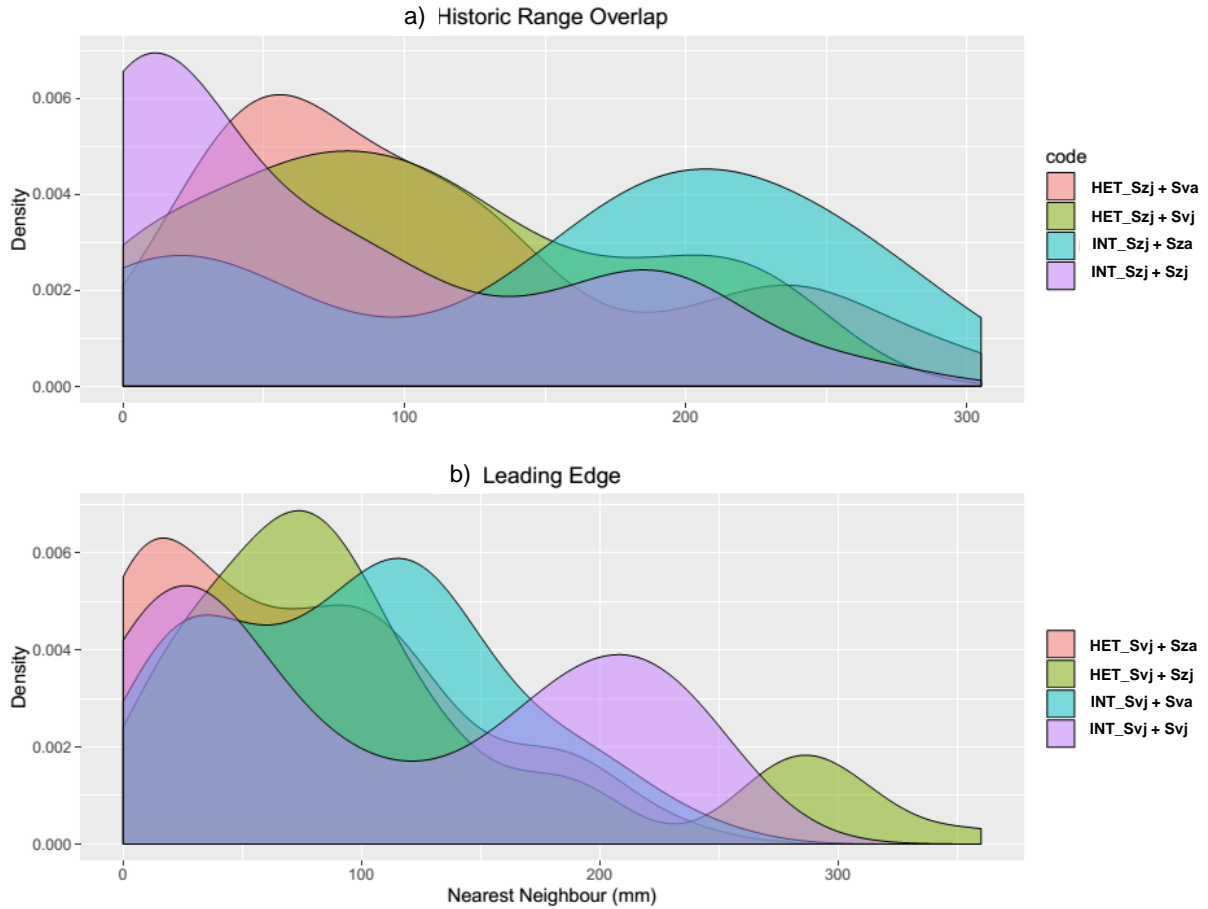 a) Historic Range Overlap
Density
0.006
0.004
0.002
0.000
0
100
200
300
code
HET_Szj + Sva
HET_Szj + Svj
INT_Szj + Sza
INT_Szj + Szj
b) Leading Edge
Density
0.006
0.004
0.002
0.000
0
100
200
300
Nearest Neighbour (mm)
HET_Svj + Sza
HET_Svj + Szj
INT_Svj + Sva
INT_Svj + Svj